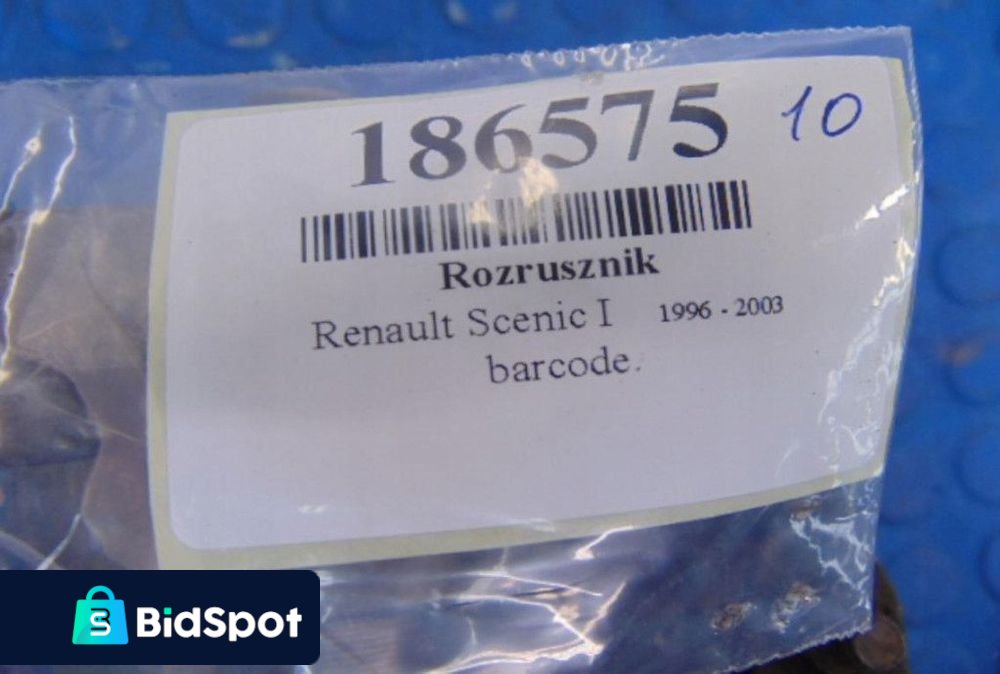 186575 10
Rozrusznik
Renault Scenic I 1996 - 2003
barcode.
BidSpot